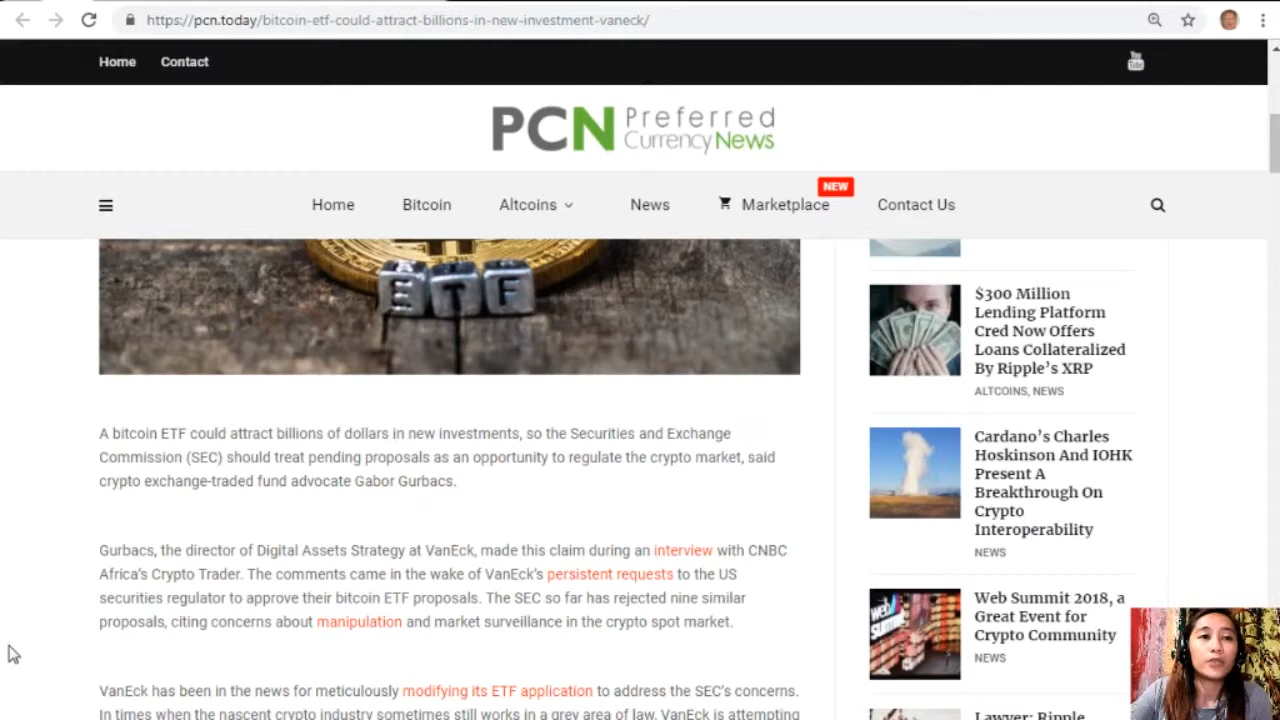 https://pcn.today/bitcoin-etf-could-attract-billions-in-new-investment-vaneck/
Home Contact
You Tube
PCN Preferred
Currency News
NEW
Home Bitcoin Altcoins News Marketplace Contact Us
ETF
A bitcoin ETF could attract billions of dollars in new investments, so the Securities and Exchange
Commission (SEC) should treat pending proposals as an opportunity to regulate the crypto market, said
crypto exchange-traded fund advocate Gabor Gurbacs.
Gurbacs, the director of Digital Assets Strategy at VanEck, made this claim during an interview with CNBC
Africa's Crypto Trader. The comments came in the wake of VanEck's persistent requests to the US
securities regulator to approve their bitcoin ETF proposals. The SEC so far has rejected nine similar
proposals, citing concerns about manipulation and market surveillance in the crypto spot market.
VanEck has been in the news for meticulously modifying its ETF application to address the SEC's concerns.
In times when the nascent crypto industry sometimes still works in a grey area of law, VanEck is attempting
$300 Million
Lending Platform
Cred Now Offers
Loans Collateralized
By Ripple's XRP
ALTCOINS, NEWS
Cardano's Charles
Hoskinson And IOHK
Present A
Breakthrough On
Crypto
Interoperability
NEWS
Web Summit 2018, a
Great Event for
Crypto Community
NEWS
Lawyer: Ripple